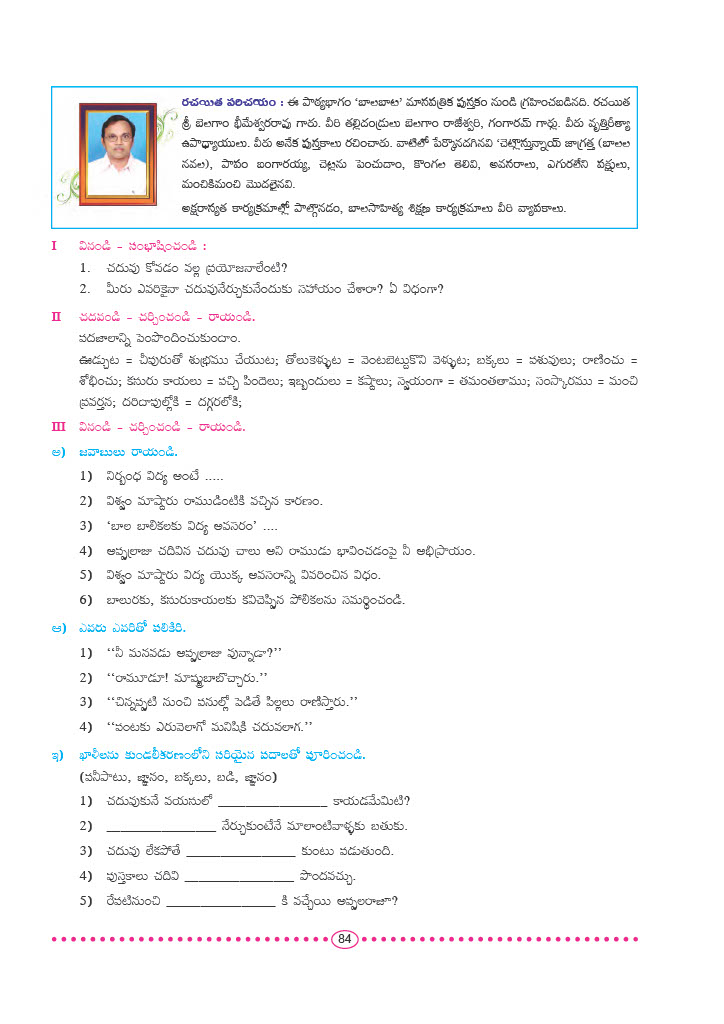 రచయిత పరిచయం : ఈ పాఠ్యభాగం ‘బాలబాట’ మాసపత్రిక పుస్తకం నుండి గ్రహించబడినది. రచయిత
శ్రీ బెలగాం భీమేశ్వరరావు గారు. వీరి తల్లిదండ్రులు బెలగాం రాజేశ్వరి, గంగారామ్ గార్లు. వీరు వృత్తిరీత్యా
ఉపాధ్యాయులు. వీరు అనేక పుస్తకాలు రచించారు. వాటిలో పేర్కొనదగినవి ‘చెట్లొస్తున్నాయ్ జాగ్రత్త (బాలల
నవల), పాపం బంగారయ్య, చెట్లను పెంచుదాం, కొంగల తెలివి, అవసరాలు, ఎగురలేని పక్షులు,
మంచికిమంచి మొదలైనవి.
అక్షరాస్యత కార్యక్రమాల్లో పాల్గొనడం, బాలసాహిత్య శిక్షణ కార్యక్రమాలు వీరి వ్యాపకాలు.
I వినండి - సంభాషించండి :
1. చదువు కోవడం వల్ల ప్రయోజనాలేంటి?
2. మీరు ఎవరికైనా చదువునేర్చుకునేందుకు సహాయం చేశారా? ఏ విధంగా?
II చదవండి - చర్చించండి - రాయండి.
పదజాలాన్ని పెంపొందించుకుందాం.
ఊడ్చుట = చీపురుతో శుభ్రము చేయుట; తోలుకెళ్ళుట = వెంటబెట్టుకొని వెళ్ళుట; బక్కలు = పశువులు; రాణించు =
శోభించు; కసురు కాయలు = పచ్చి పిందెలు; ఇబ్బందులు = కష్టాలు; స్వయంగా = తమంతతాము; సంస్కారము = మంచి
ప్రవర్తన; దరిదాపుల్లోకి = దగ్గరలోకి;
III వినండి - చర్చించండి - రాయండి.
అ) జవాబులు రాయండి.
1) నిర్బంధ విద్య అంటే .....
2) విశ్వం మాష్టారు రాముడింటికి వచ్చిన కారణం.
3) ‘బాల బాలికలకు విద్య అవసరం’ ....
4) అప్పల్రాజు చదివిన చదువు చాలు అని రాముడు భావించడంపై నీ అభిప్రాయం.
5) విశ్వం మాష్టారు విద్య యొక్క అవసరాన్ని వివరించిన విధం.
6) బాలురకు, కసురుకాయలకు కవిచెప్పిన పోలికలను సమర్థించండి.
ఆ) ఎవరు ఎవరితో పలికిరి.
1) ‘‘నీ మనవడు అప్పల్రాజు వున్నాడా?’’
2) ‘‘రామూడూ! మాష్మ్టబాబొచ్చారు.’’
3) ‘‘చిన్నప్పటి నుంచి పనుల్లో పెడితే పిల్లలు రాణిస్తారు.’’
4) ‘‘పంటకు ఎరువెలాగో మనిషికి చదువలాగ.’’
ఇ) ఖాళీలను కుండలీకరణంలోని సరియైన పదాలతో పూరించండి.
(పనీపాటు, జ్ఞానం, బక్కలు, బడి, జ్ఞానం)
1) చదువుకునే వయసులో ________________ కాయడమేమిటి?
2) ________________ నేర్చుకుంటేనే మాలాంటివాళ్ళకు బతుకు.
3) చదువు లేకపోతే ________________ కుంటు పడుతుంది.
4) పుస్తకాలు చదివి ________________ పొందవచ్చు.
5) రేపటినుంచి ________________ కి వచ్చేయి అప్పలరాజూ?
84